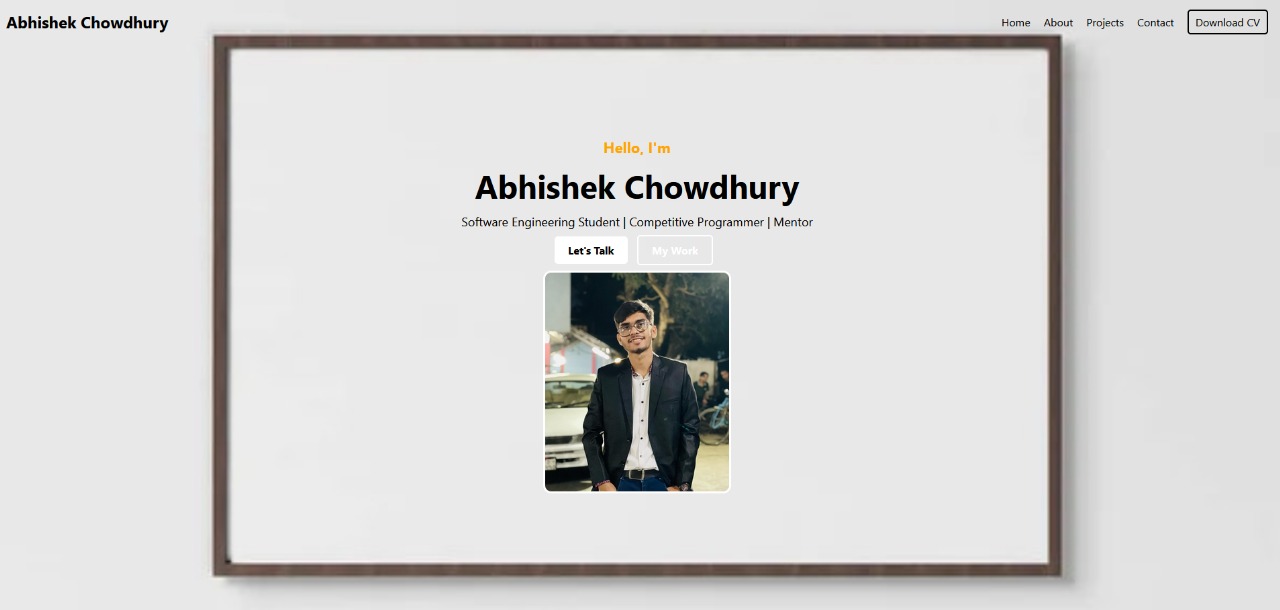 Abhishek Chowdhury
Home About Projects Contact Download CV
Hello, I'm
Abhishek Chowdhury
Software Engineering Student | Competitive Programmer | Mentor
Let's Talk My Work